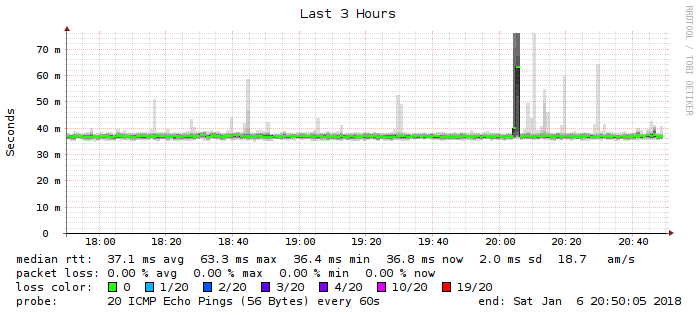 Last 3 Hours
RRDTOOL / TOBI OETIKER
Seconds
70 m
60 m
50 m
40 m
30 m
20 m
10 m
0
18:00 18:20 18:40 19:00 19:20 19:40 20:00 20:20 20:40
median rtt: 37.1 ms avg 63.3 ms max 36.4 ms min 36.8 ms now 2.0 ms sd 18.7 am/s
packet loss: 0.00 % avg 0.00 % max 0.00 % min 0.00 % now
loss color: 0 1/20 2/20 3/20 4/20 10/20 19/20
probe: 20 ICMP Echo Pings (56 Bytes) every 60s end: Sat Jan 6 20:50:05 2018